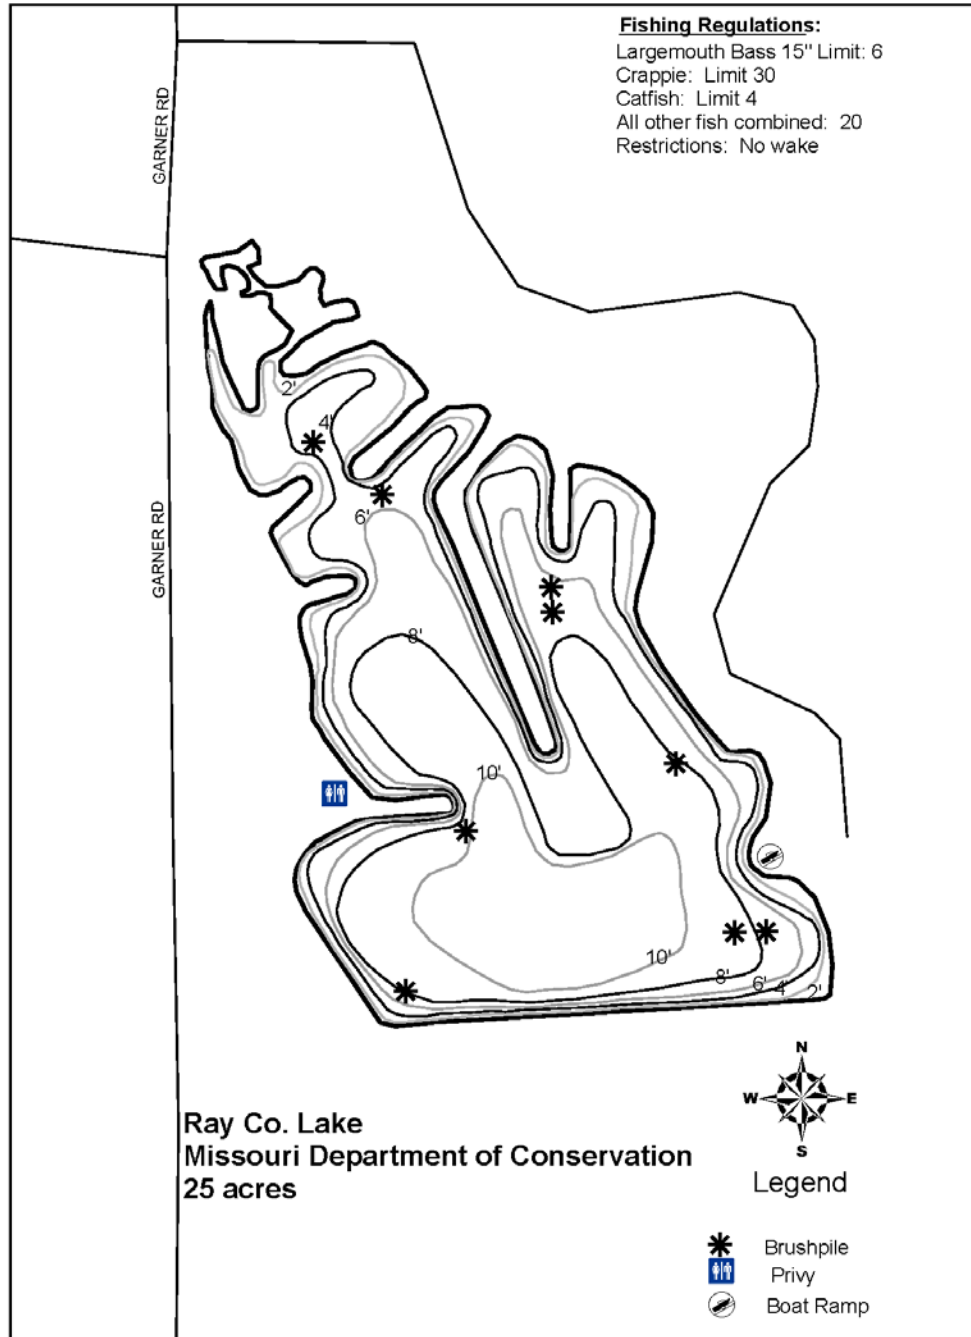 Fishing Regulations:
Largemouth Bass 15" Limit: 6
Crappie: Limit 30
Catfish: Limit 4
All other fish combined: 20
Restrictions: No wake
GARNER RD
2'
4'
6'
GARNER RD
8'
10'
10'
8'
6'
4'
2'
N
W E
S
Ray Co. Lake
Missouri Department of Conservation
25 acres
Legend
Brushpile
Privy
Boat Ramp